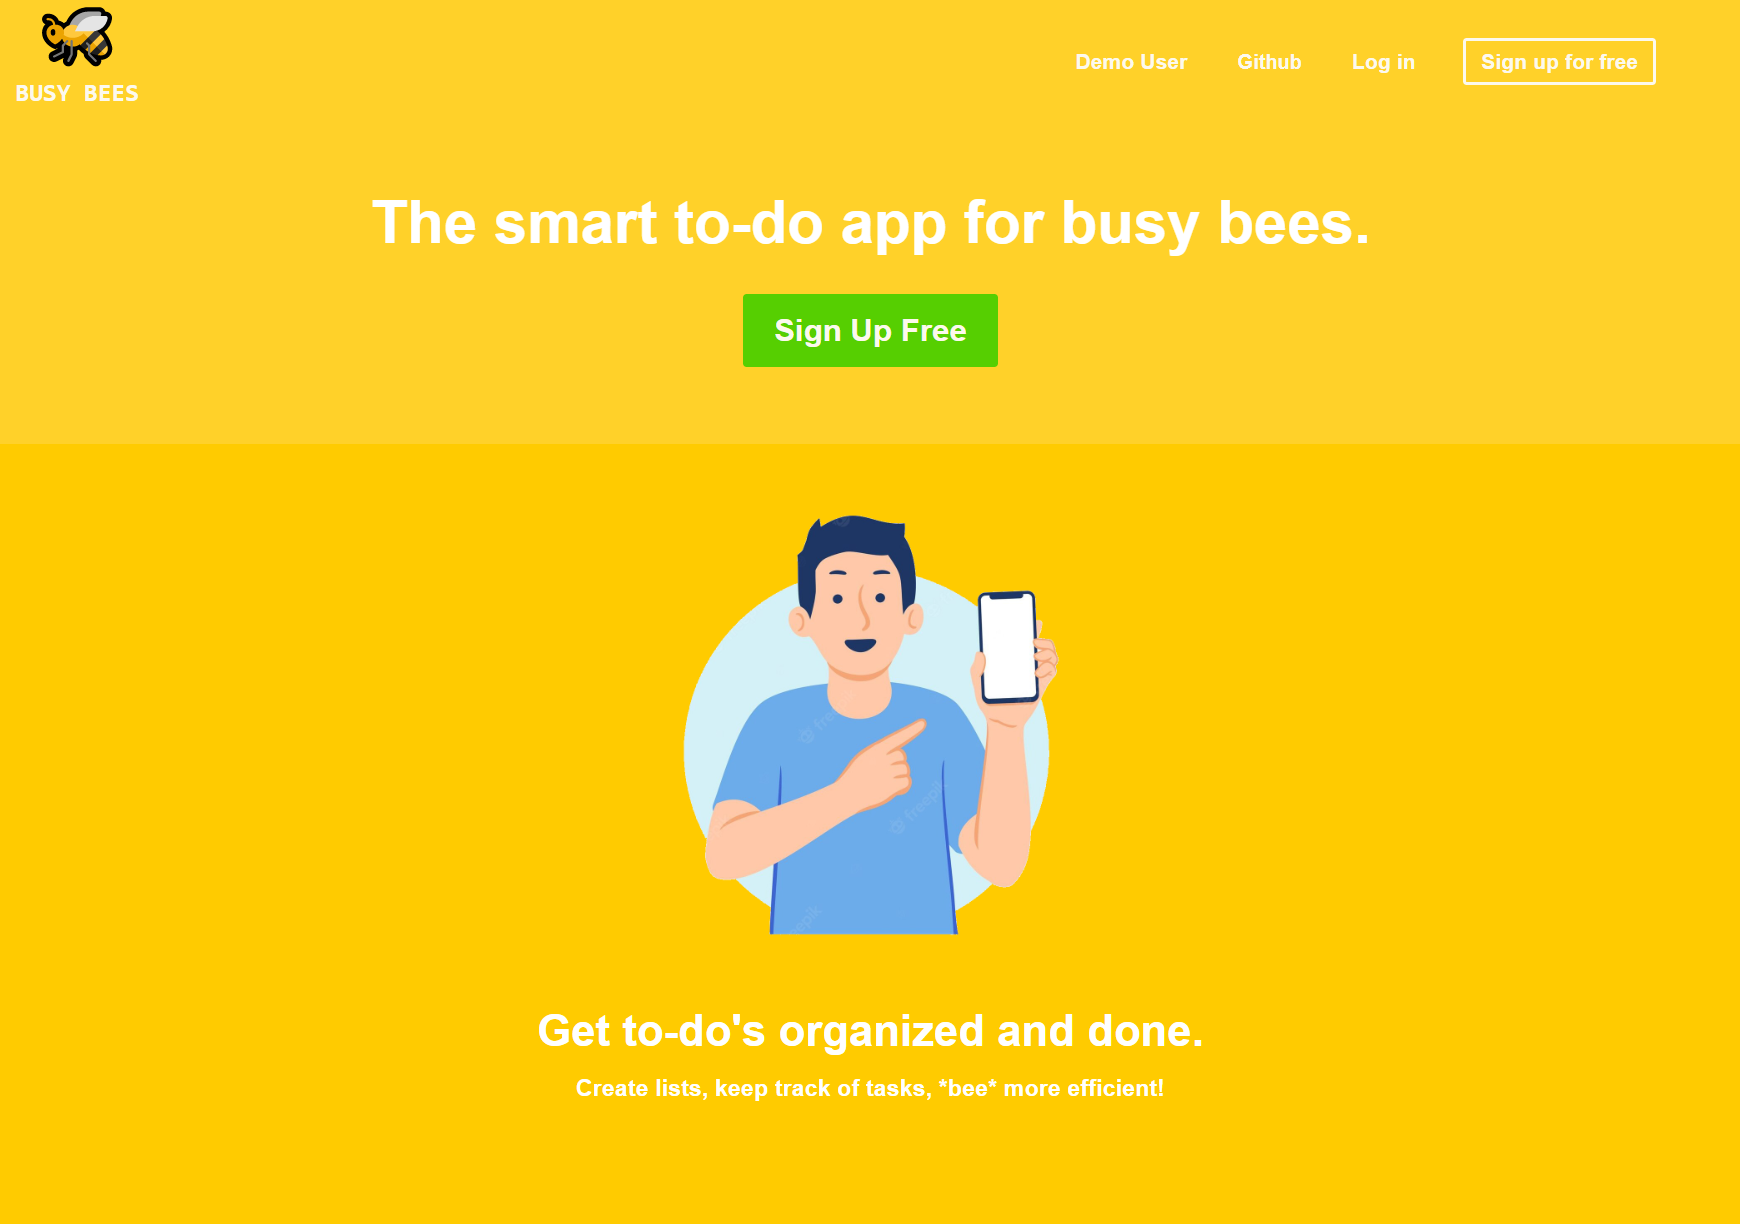 BUSY BEES
Demo User
Github
Log in
Sign up for free
The smart to-do app for busy bees.
Sign Up Free
freepik
Get to-do's organized and done.
Create lists, keep track of tasks, *bee* more efficient!